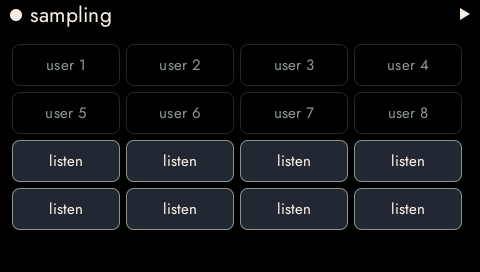 sampling
user 1 user 2 user 3 user 4
user 5 user 6 user 7 user 8
listen listen listen listen
listen listen listen listen